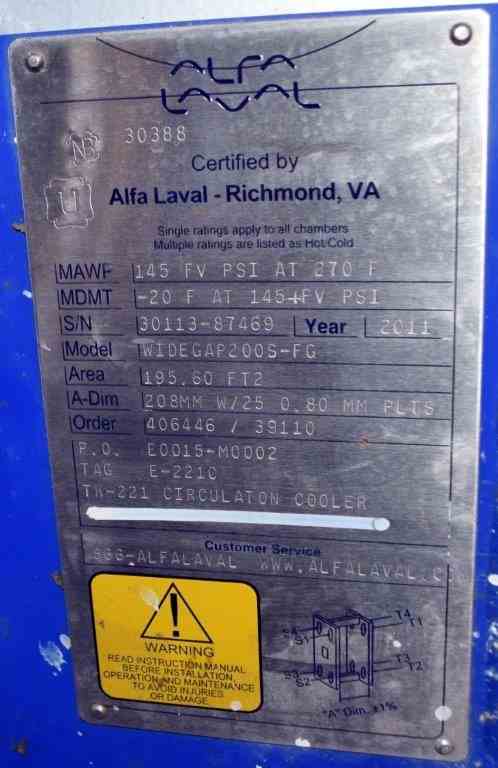 ALFA
LAVAL
NB 30388
U
Certified by
Alfa Laval - Richmond, VA
Single ratings apply to all chambers
Multiple ratings are listed as Hot/Cold
MAWP 145 FV PSI AT 270 F
MDMT -20 F AT 145+FV PSI
S/N 30113-87469 Year 2011
Model WIDEGAP200S-FG
Area 195.60 FT2
A-Dim 208MM W/25 0.80 MM PLTS
Order 406446 / 39110
P.O. E0015-M0002
TAG E-2210
TK-221 CIRCULATON COOLER
Customer Service
866-ALFALAVAL WWW.ALFALAVAL.C
WARNING
READ INSTRUCTION MANUAL
BEFORE INSTALLATION,
OPERATION AND MAINTENANCE
TO AVOID INJURIES
OR DAMAGE.
S4
S1
T4
T1
S3
S2
T3
T2
"A" Dim. ±1%